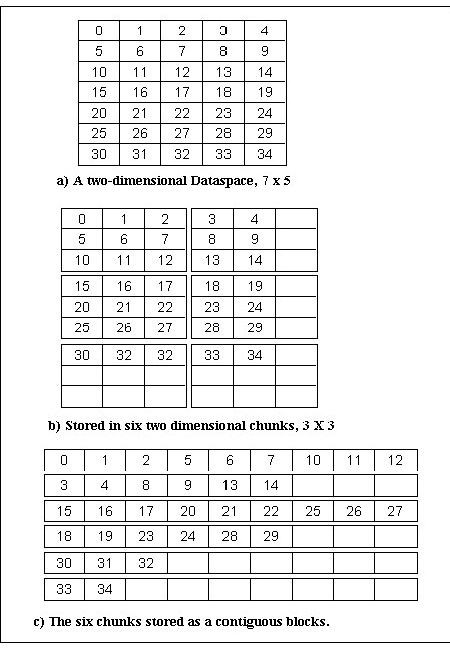 0 1 2 3 4
5 6 7 8 9
10 11 12 13 14
15 16 17 18 19
20 21 22 23 24
25 26 27 28 29
30 31 32 33 34
a) A two-dimensional Dataspace, 7 x 5
0 1 2 3 4
5 6 7 8 9
10 11 12 13 14
15 16 17 18 19
20 21 22 23 24
25 26 27 28 29
30 32 32 33 34
b) Stored in six two dimensional chunks, 3 X 3
0 1 2 5 6 7 10 11 12
3 4 8 9 13 14
15 16 17 20 21 22 25 26 27
18 19 23 24 28 29
30 31 32
33 34
c) The six chunks stored as a contiguous blocks.